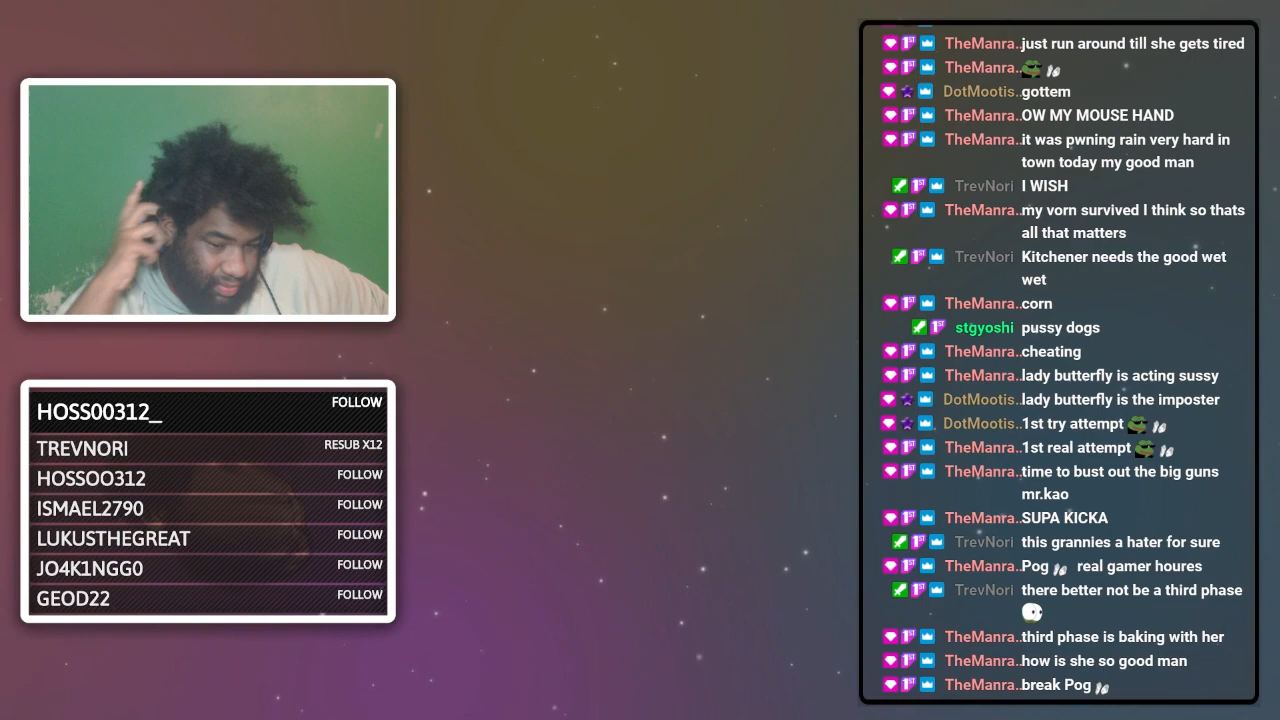 HOSS00312_ FOLLOW
TREVNORI RESUB X12
HOSSOO312 FOLLOW
ISMAEL2790 FOLLOW
LUKUSTHEGREAT FOLLOW
JO4K1NGG0 FOLLOW
GEOD22 FOLLOW
TheManra..just run around till she gets tired
TheManra..
DotMootis..gottem
TheManra..OW MY MOUSE HAND
TheManra..it was pwning rain very hard in
town today my good man
TrevNori I WISH
TheManra..my vorn survived I think so thats
all that matters
TrevNori Kitchener needs the good wet
wet
TheManra..corn
stgyoshi pussy dogs
TheManra..cheating
TheManra..lady butterfly is acting sussy
DotMootis..lady butterfly is the imposter
DotMootis..1st try attempt
TheManra..1st real attempt
TheManra..time to bust out the big guns
mr.kao
TheManra..SUPA KICKA
TrevNori this grannies a hater for sure
TheManra..Pog real gamer houres
TrevNori there better not be a third phase
TheManra..third phase is baking with her
TheManra..how is she so good man
TheManra..break Pog